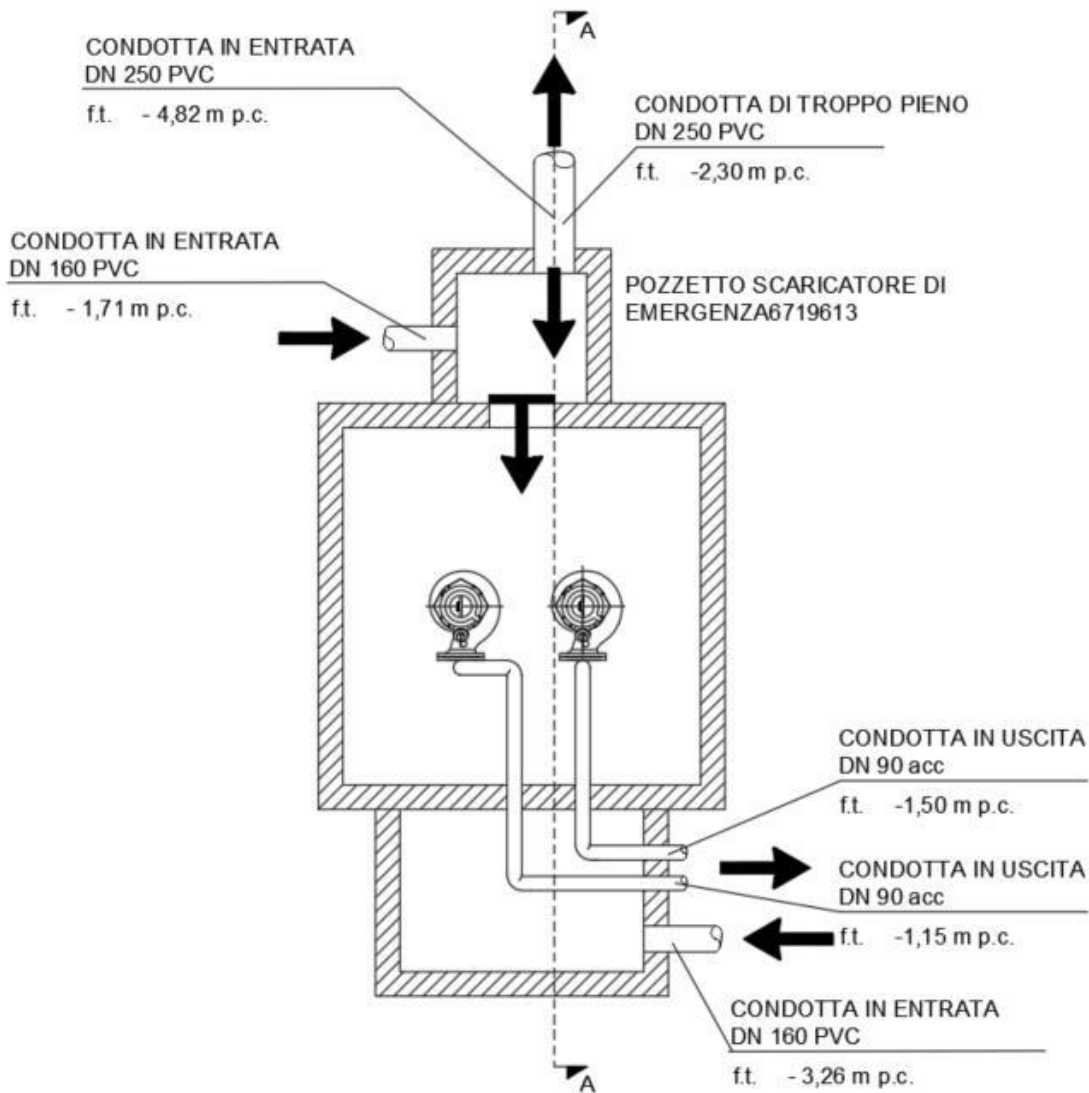 A
CONDOTTA IN ENTRATA
DN 250 PVC
f.t. - 4,82 m p.c.
CONDOTTA DI TROPPO PIENO
DN 250 PVC
f.t. -2,30 m p.c.
CONDOTTA IN ENTRATA
DN 160 PVC
f.t. - 1,71 m p.c.
POZZETTO SCARICATORE DI
EMERGENZA6719613
CONDOTTA IN USCITA
DN 90 acc
f.t. -1,50 m p.c.
CONDOTTA IN USCITA
DN 90 acc
f.t. -1,15 m p.c.
CONDOTTA IN ENTRATA
DN 160 PVC
f.t. - 3,26 m p.c.
A